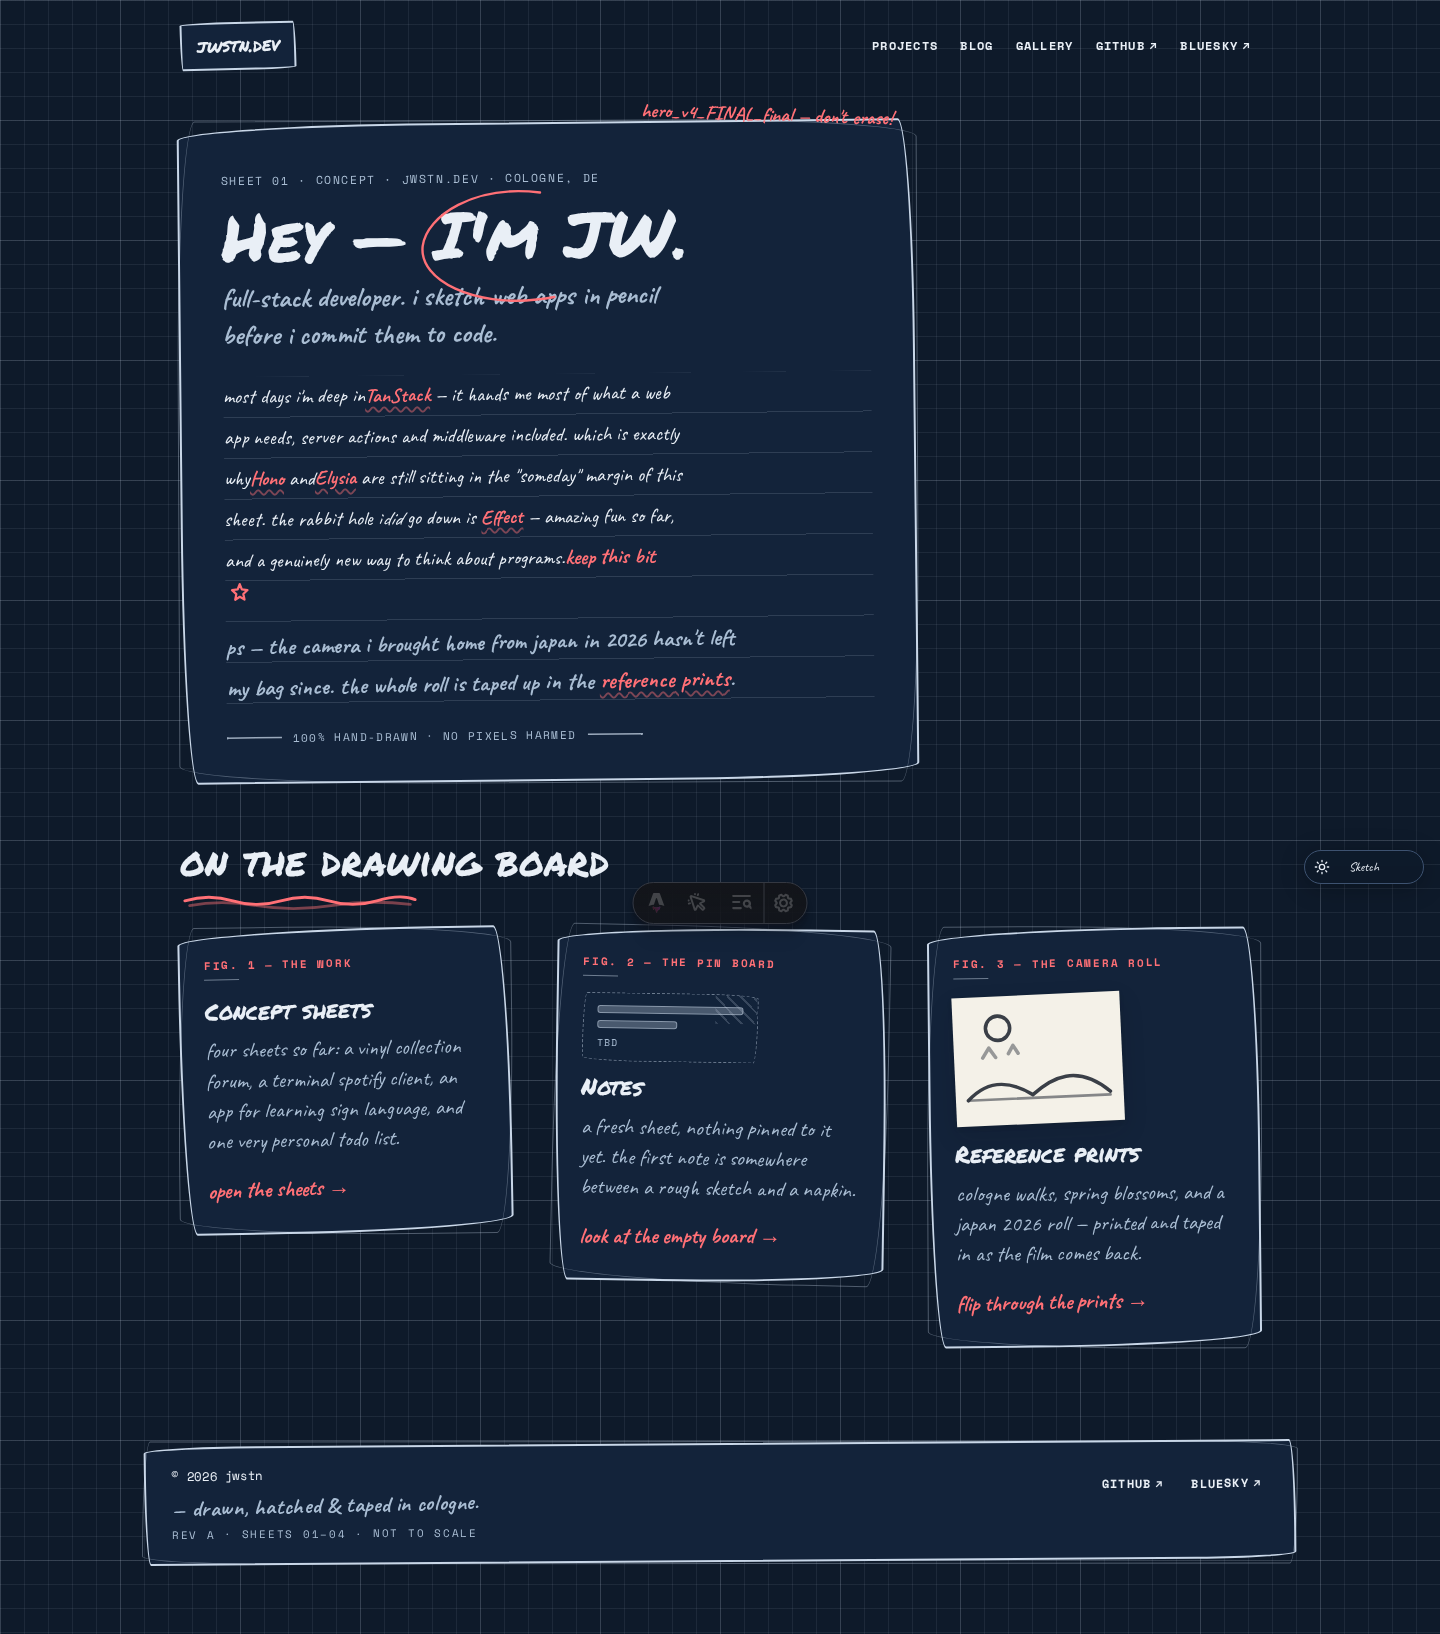 JWSTN.DEV
PROJECTS BLOG GALLERY GITHUB ↗ BLUESKY ↗
hero_v4_FINAL_final — don't erase!
SHEET 01 · CONCEPT · JWSTN.DEV · COLOGNE, DE
HEY — I'M JW.
full-stack developer. i sketch web apps in pencil
before i commit them to code.
most days i'm deep inTanStack — it hands me most of what a web
app needs, server actions and middleware included. which is exactly
whyHono andElysia are still sitting in the "someday" margin of this
sheet. the rabbit hole ididgo down is Effect — amazing fun so far,
and a genuinely new way to think about programs.keep this bit
ps — the camera i brought home from japan in 2026 hasn't left
my bag since. the whole roll is taped up in the reference prints.
100% HAND-DRAWN · NO PIXELS HARMED
ON THE DRAWING BOARD
Sketch
FIG. 1 — THE WORK
CONCEPT SHEETS
four sheets so far: a vinyl collection
forum, a terminal spotify client, an
app for learning sign language, and
one very personal todo list.
open the sheets →
FIG. 2 — THE PIN BOARD
TBD
NOTES
a fresh sheet, nothing pinned to it
yet. the first note is somewhere
between a rough sketch and a napkin.
look at the empty board →
FIG. 3 — THE CAMERA ROLL
REFERENCE PRINTS
cologne walks, spring blossoms, and a
japan 2026 roll — printed and taped
in as the film comes back.
flip through the prints →
© 2026 jwstn
— drawn, hatched & taped in cologne.
REV A · SHEETS 01–04 · NOT TO SCALE
GITHUB ↗ BLUESKY ↗